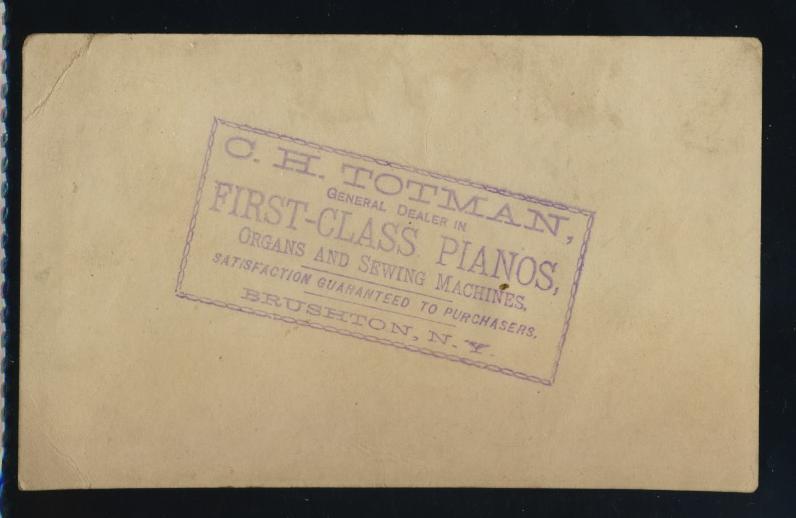 C. H. TOTMAN,
GENERAL DEALER IN
FIRST-CLASS PIANOS,
ORGANS AND SEWING MACHINES,
SATISFACTION GUARANTEED TO PURCHASERS.
BRUSHTON, N. Y.